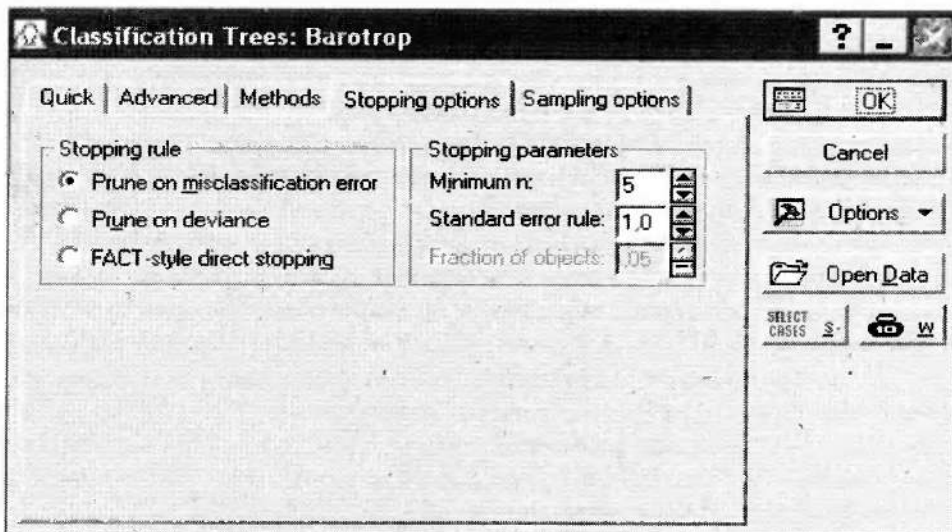 Classification Trees: Barotrop
?
Quick
Advanced
Methods
Stopping options
Sampling options
Stopping rule
Prune on misclassification error
Prune on deviance
FACT-style direct stopping
Stopping parameters
Minimum n: 5
Standard error rule: 1,0
Fraction of objects: ,05
OK
Cancel
Options
Open Data
SELECT
CASES S
W